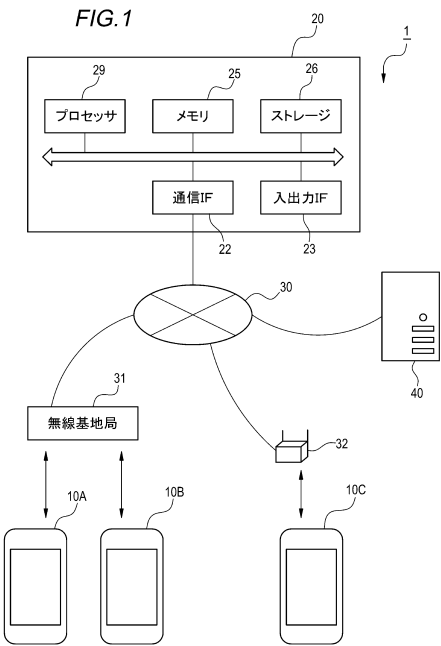 FIG.1
20
1
29
25
26
プロセッサ
メモリ
ストレージ
通信IF
入出力IF
22
23
30
40
31
無線基地局
32
10A
10B
10C